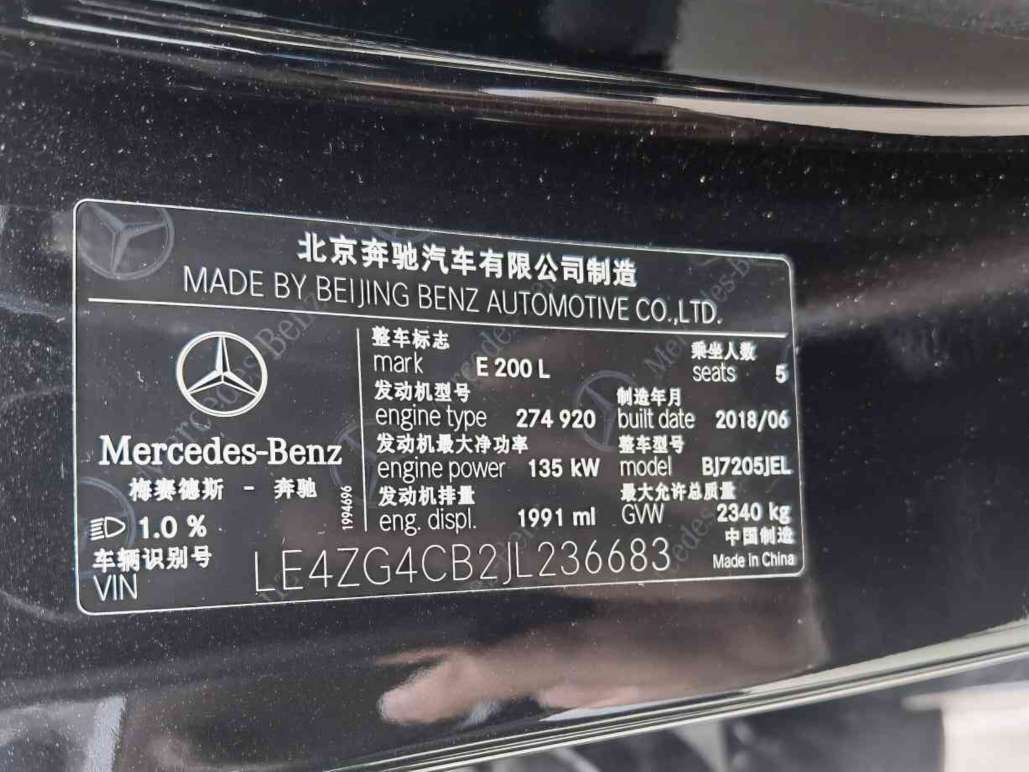 北京奔驰汽车有限公司制造
MADE BY BEIJING BENZ AUTOMOTIVE CO.,LTD.
Mercedes-Benz
梅赛德斯 - 奔驰
1.0 %
1994696
整车标志
mark E 200 L
乘坐人数
seats 5
发动机型号
engine type 274 920
制造年月
built date 2018/06
发动机最大净功率
engine power 135 kW
整车型号
model BJ7205JEL
发动机排量
eng. displ. 1991 ml
最大允许总质量
GVW 2340 kg
车辆识别号
VIN LE4ZG4CB2JL236683
中国制造
Made in China